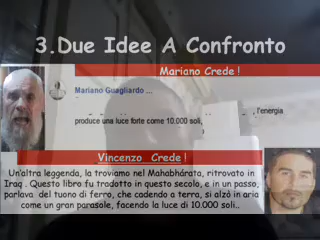 3.Due Idee A Confronto
Mariano Crede !
Mariano Guagliardo ...
l'energia
produce una luce forte come 10.000 soli,
Vincenzo Crede !
Un'altra leggenda, la troviamo nel Mahabhárata, ritrovato in
Iraq . Questo libro fu tradotto in questo secolo, e in un passo,
parlava del tuono di ferro, che cadendo a terra, si alzò in aria
come un gran parasole, facendo la luce di 10.000 soli..